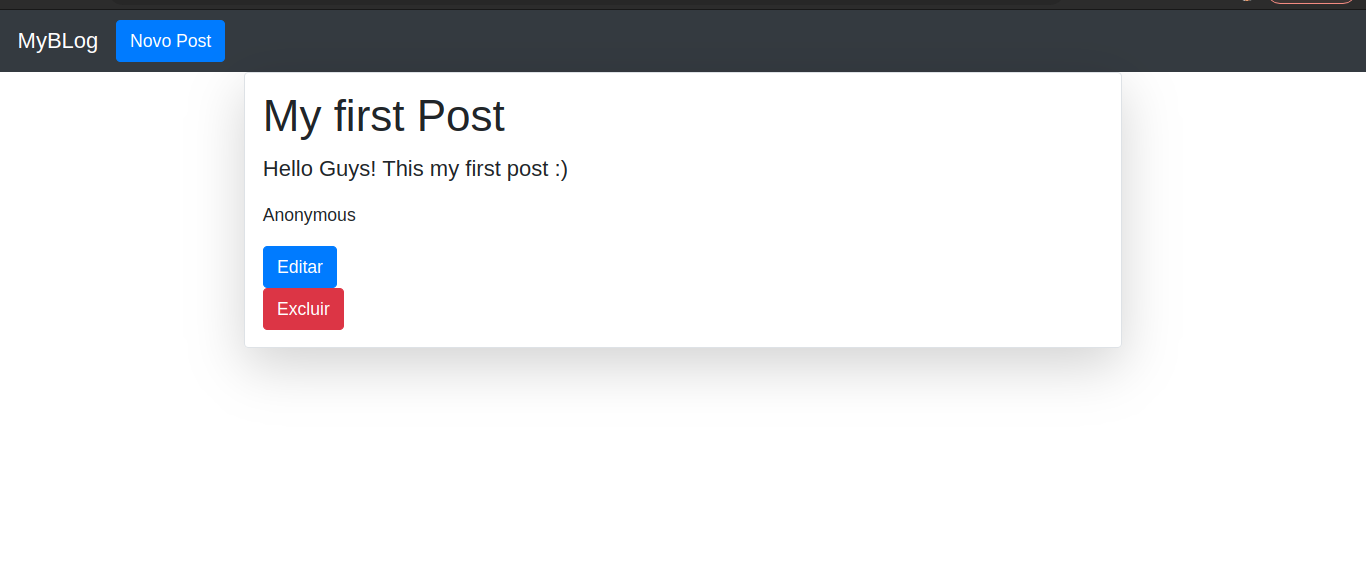 MyBLog Novo Post
My first Post
Hello Guys! This my first post :)
Anonymous
Editar
Excluir